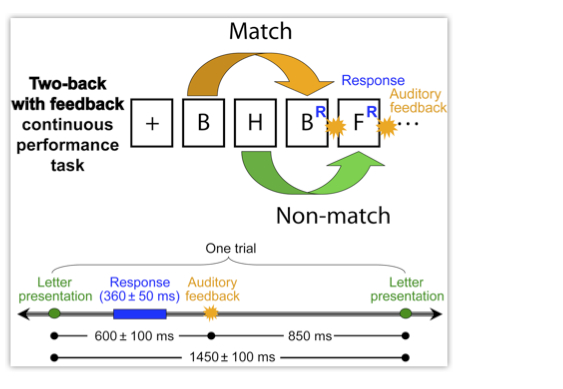 Match
Two-back
with feedback
continuous
performance
task
+ B H B R F R ...
Response
Auditory
feedback
Non-match
One trial
Letter
presentation
Response
(360 ± 50 ms)
Auditory
feedback
Letter
presentation
600 ± 100 ms
850 ms
1450 ± 100 ms